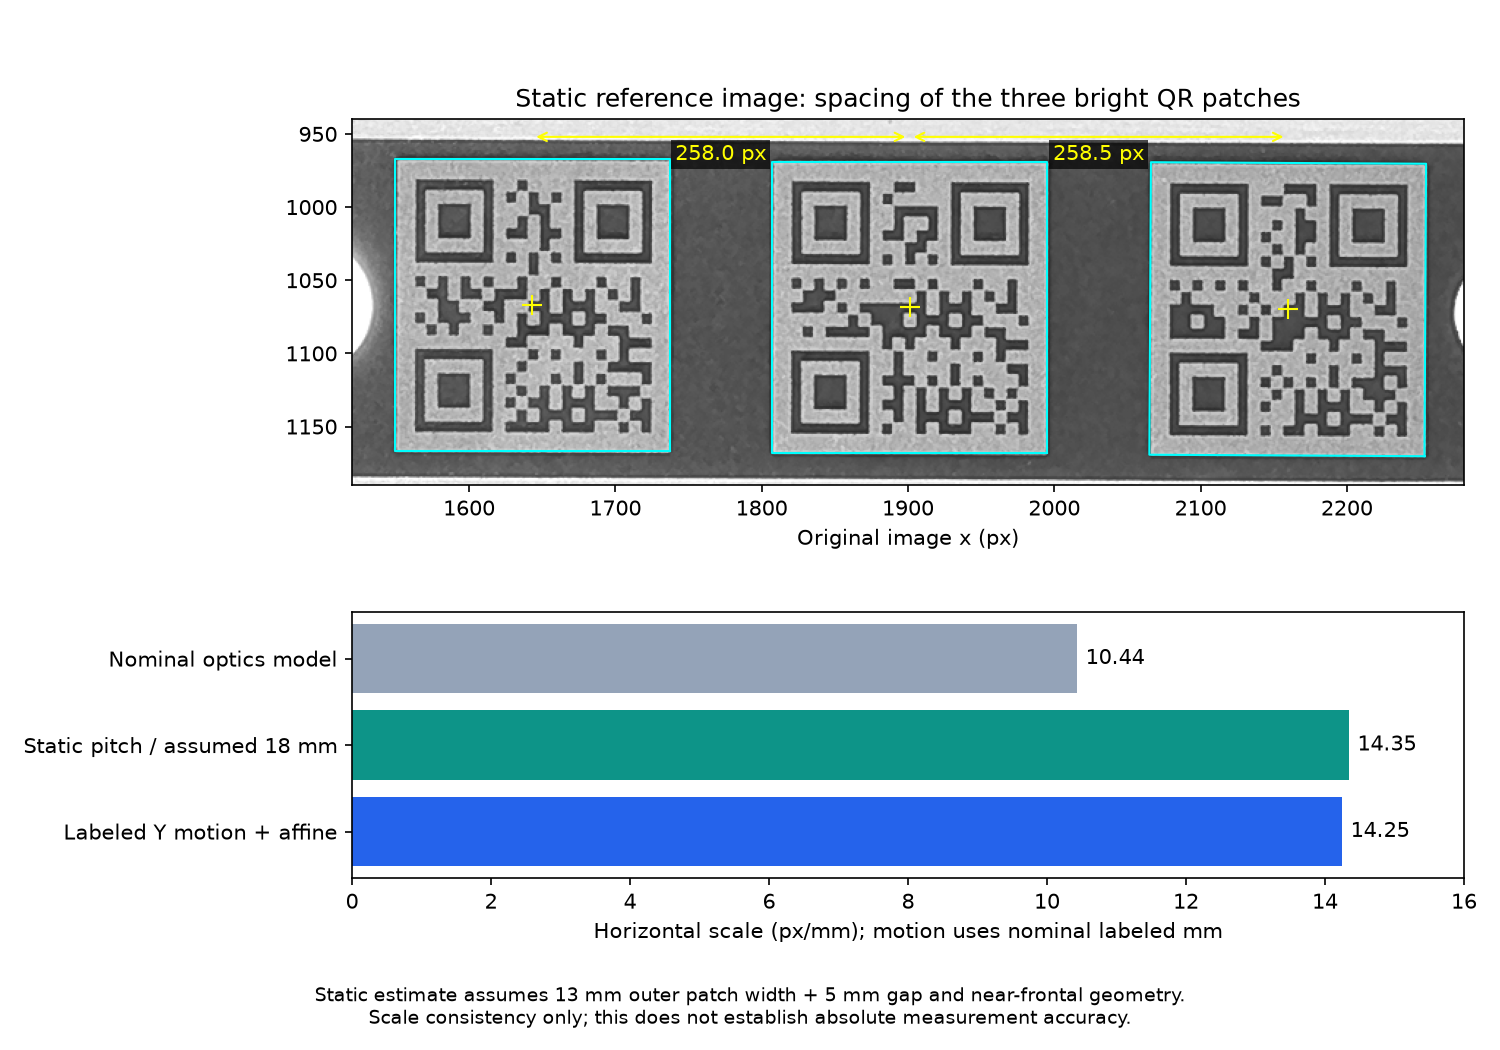 Static reference image: spacing of the three bright QR patches
258.0 px
258.5 px
950
1000
1050
1100
1150
1600 1700 1800 1900 2000 2100 2200
Original image x (px)
Nominal optics model
10.44
Static pitch / assumed 18 mm
14.35
Labeled Y motion + affine
14.25
0 2 4 6 8 10 12 14 16
Horizontal scale (px/mm); motion uses nominal labeled mm
Static estimate assumes 13 mm outer patch width + 5 mm gap and near-frontal geometry.
Scale consistency only; this does not establish absolute measurement accuracy.